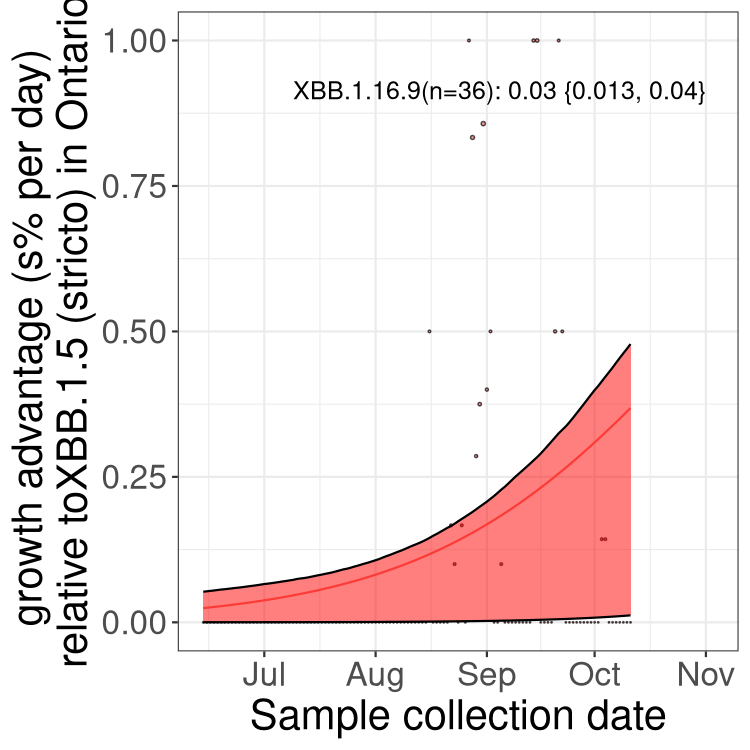 growth advantage (s% per day)
relative toXBB.1.5 (stricto) in Ontario
1.00
0.75
0.50
0.25
0.00
XBB.1.16.9(n=36): 0.03 {0.013, 0.04}
Jul Aug Sep Oct Nov
Sample collection date